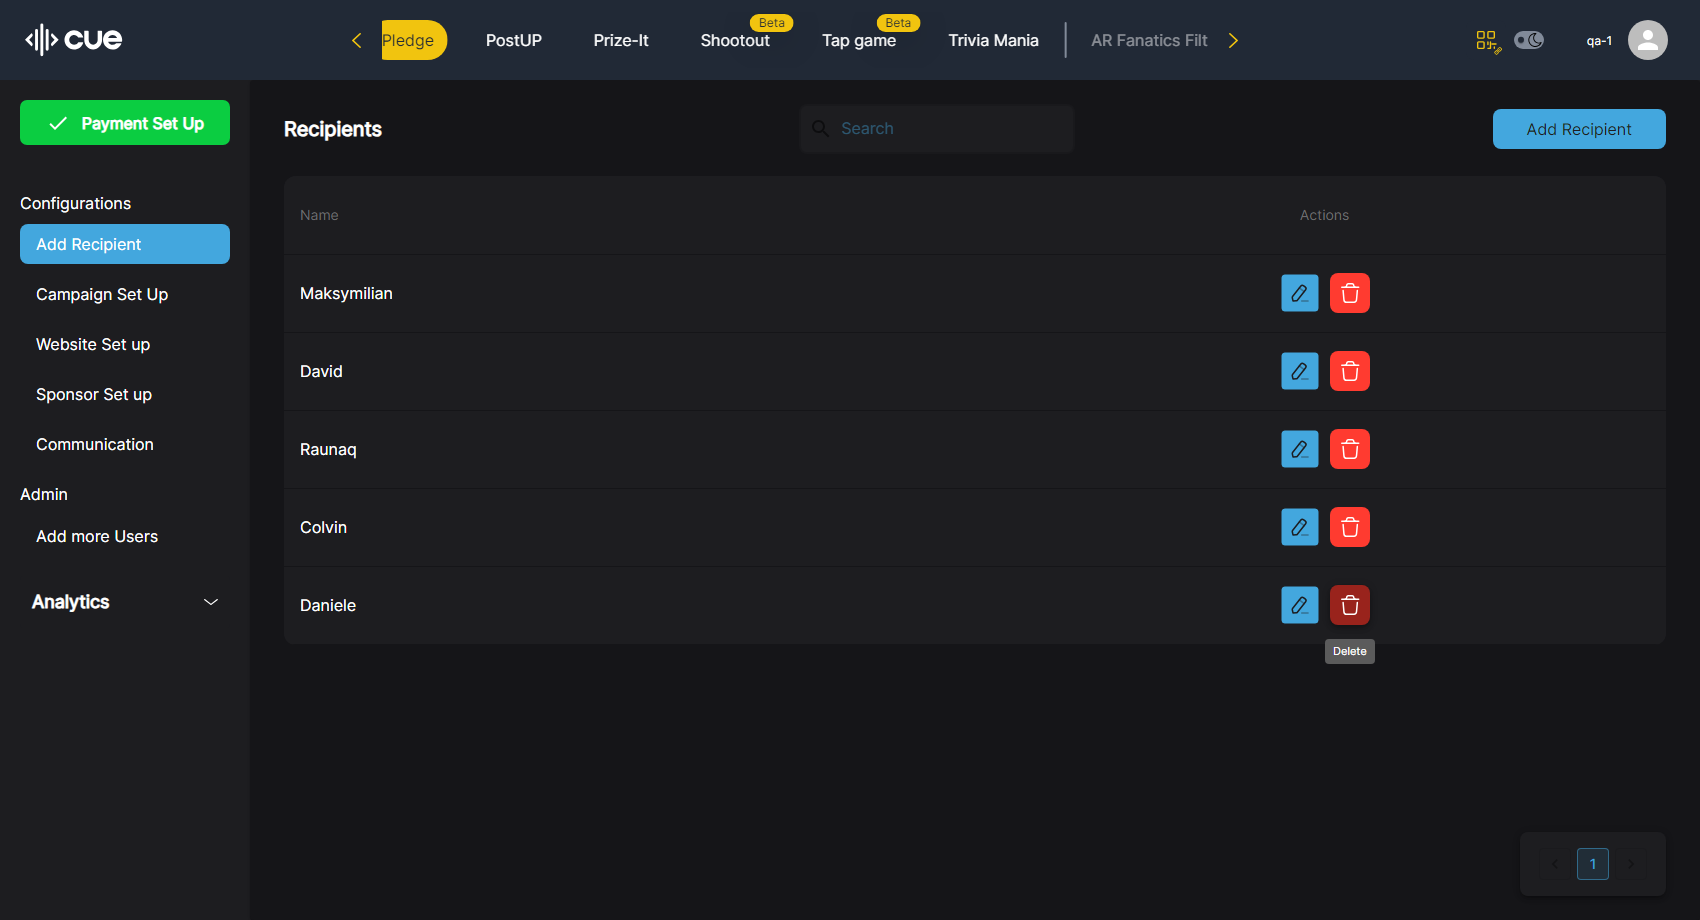 cue
Pledge
PostUP
Prize-It
Shootout
Beta
Tap game
Beta
Trivia Mania
AR Fanatics Filt
qa-1
Payment Set Up
Configurations
Add Recipient
Campaign Set Up
Website Set up
Sponsor Set up
Communication
Admin
Add more Users
Analytics
Recipients
Search
Add Recipient
Name
Actions
Maksymilian
David
Raunaq
Colvin
Daniele
Delete
1